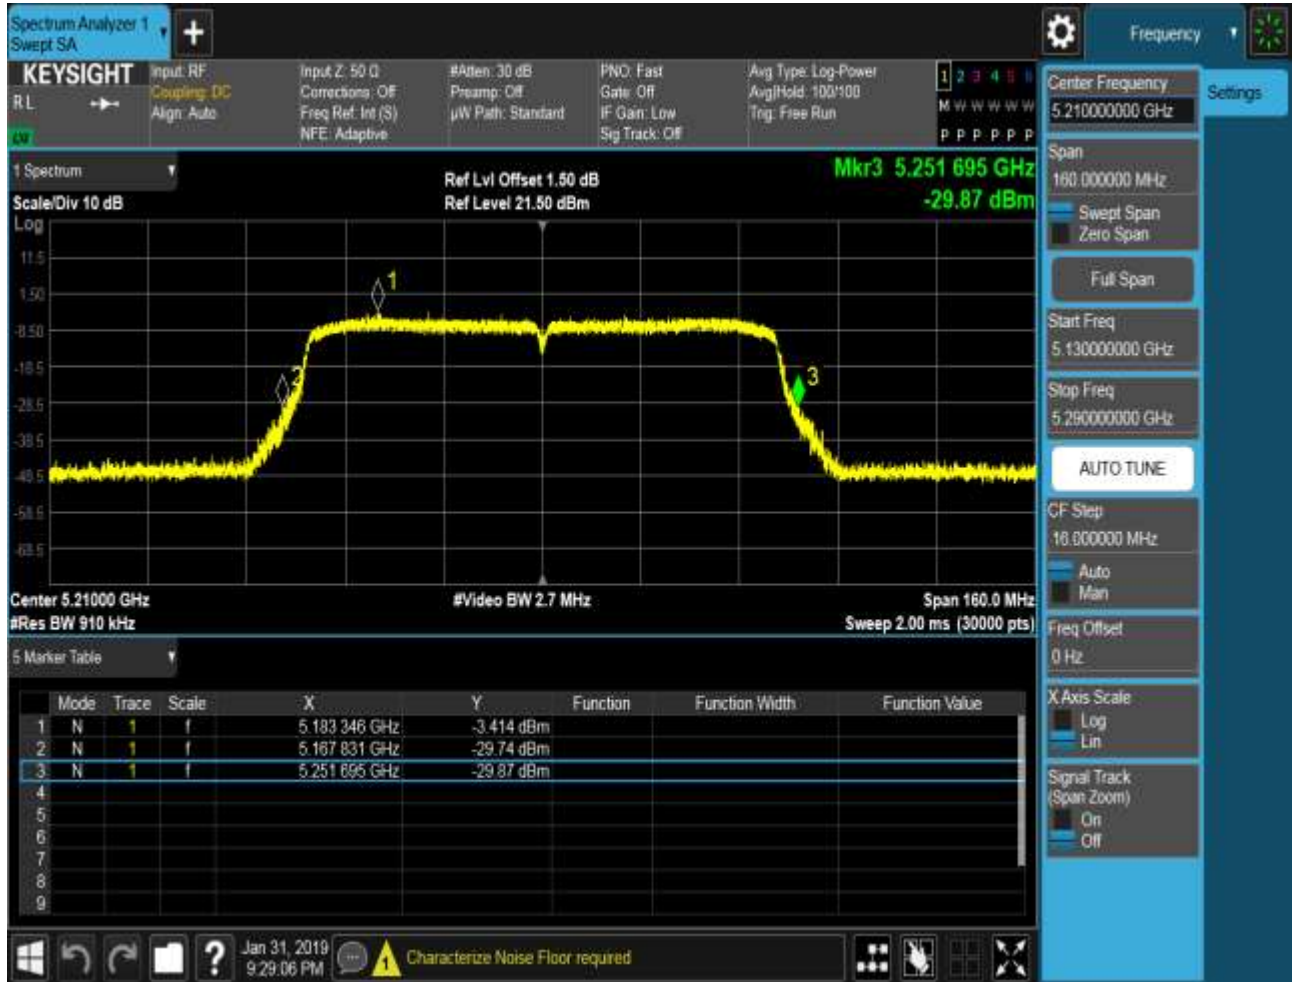 Spectrum Analyzer 1
Swept SA
Frequency
KEYSIGHT
RL
Input: RF
Coupling: DC
Align: Auto
Input Z: 50 Ω
Corrections: Off
Freq Ref: Int (S)
NFE: Adaptive
#Atten: 30 dB
Preamp: Off
µW Path: Standard
PNO: Fast
Gate: Off
IF Gain: Low
Sig Track: Off
Avg Type: Log-Power
Avg|Hold: 100/100
Trig: Free Run
1 2 3 4 5 6
M W W W W W
P P P P P P
1 Spectrum
Scale/Div 10 dB
Ref Lvl Offset 1.50 dB
Ref Level 21.50 dBm
Mkr3 5.251 695 GHz
-29.87 dBm
Log
11.5
1.50
-8.50
-18.5
-28.5
-38.5
-48.5
-58.5
-68.5
1
2
3
Center 5.21000 GHz
#Res BW 910 kHz
#Video BW 2.7 MHz
Span 160.0 MHz
Sweep 2.00 ms (30000 pts)
5 Marker Table
Mode Trace Scale X Y Function Function Width Function Value
1 N 1 f 5.183 346 GHz -3.414 dBm
2 N 1 f 5.167 831 GHz -29.74 dBm
3 N 1 f 5.251 695 GHz -29.87 dBm
4
5
6
7
8
9
Jan 31, 2019
9:29:06 PM
1
Characterize Noise Floor required
Settings
Center Frequency
5.210000000 GHz
Span
160.000000 MHz
Swept Span
Zero Span
Full Span
Start Freq
5.130000000 GHz
Stop Freq
5.290000000 GHz
AUTO TUNE
CF Step
16.000000 MHz
Auto
Man
Freq Offset
0 Hz
X Axis Scale
Log
Lin
Signal Track
(Span Zoom)
On
Off